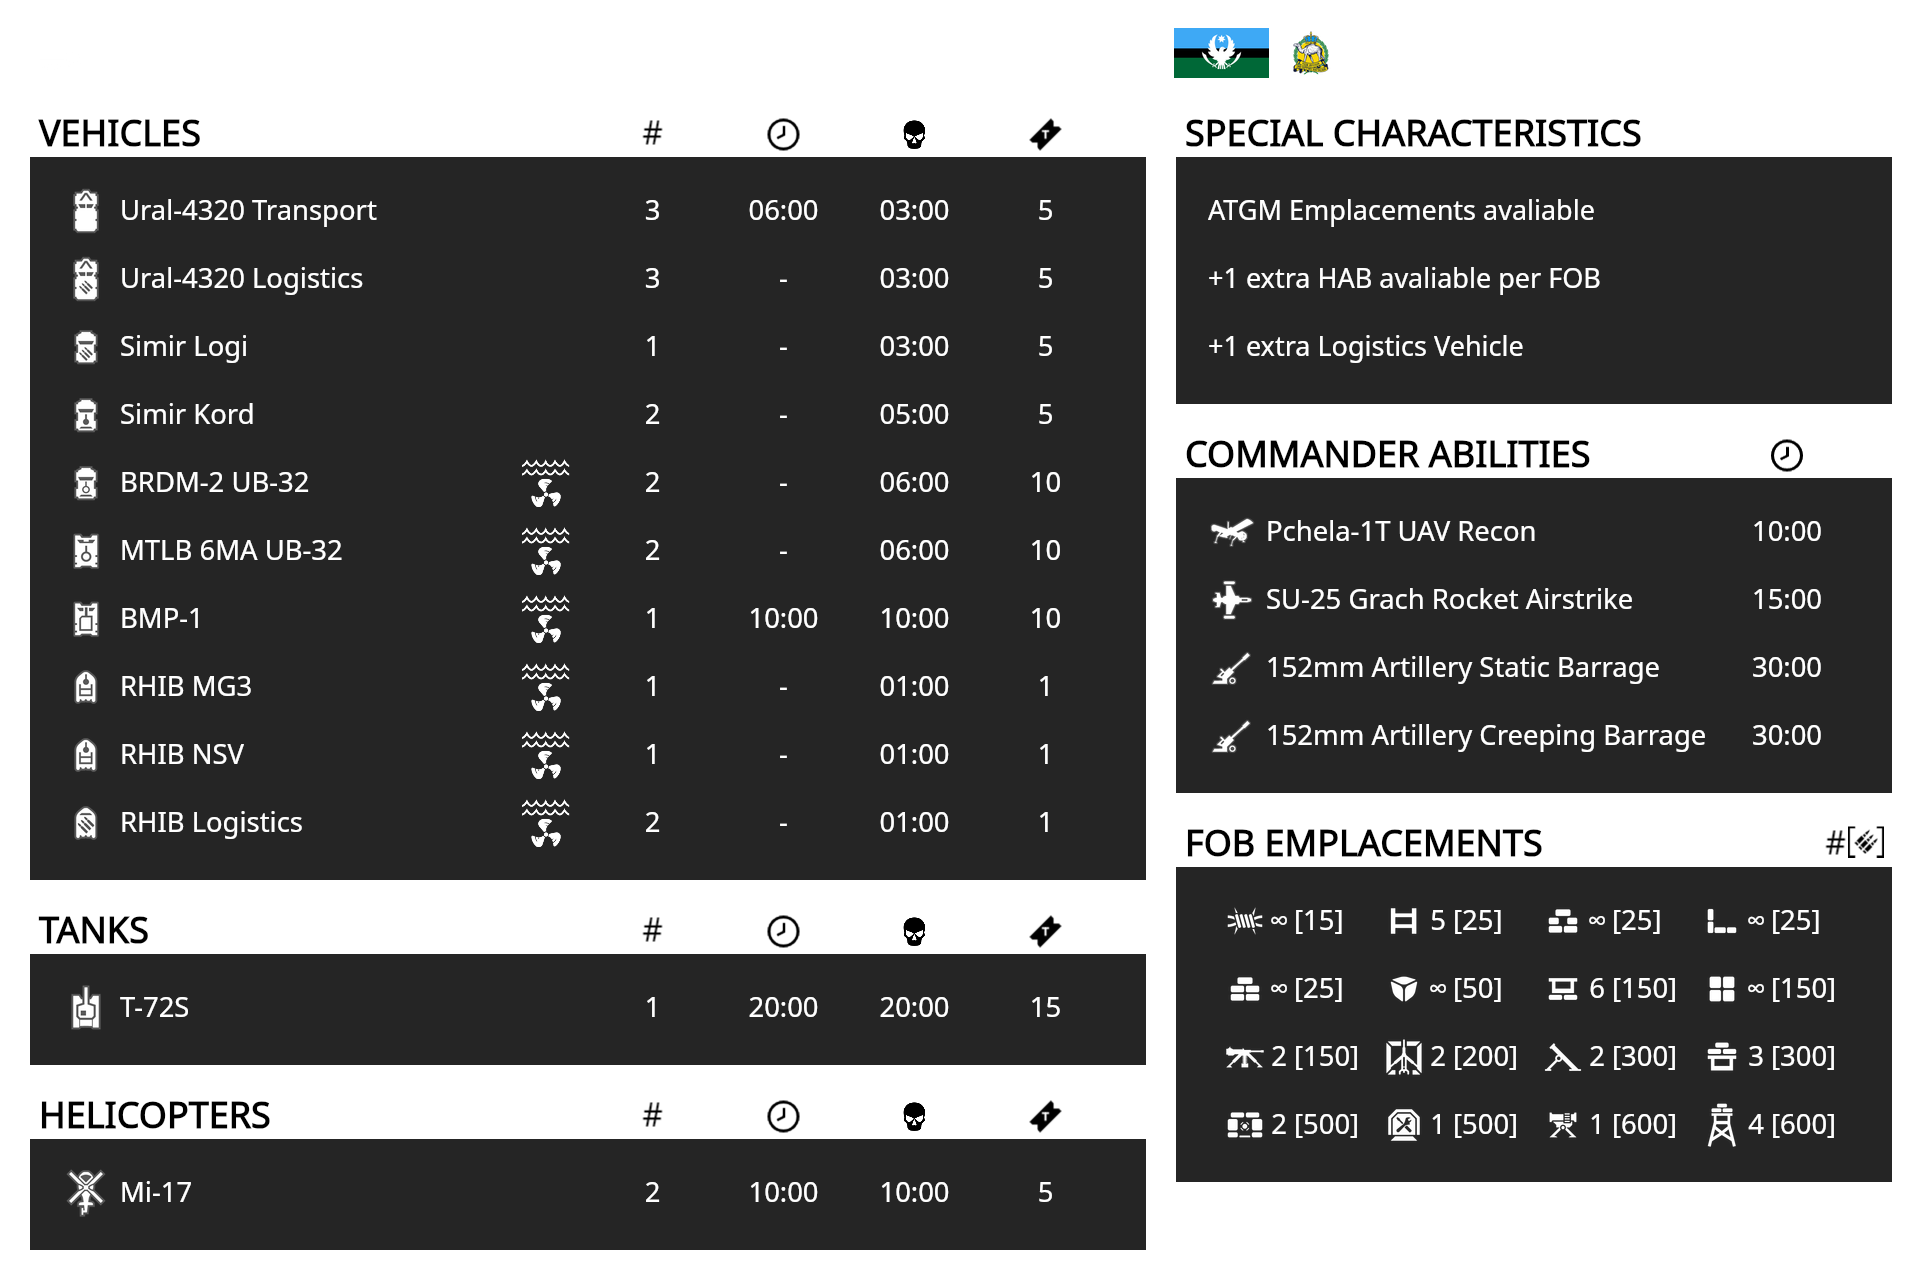 VEHICLES #
Ural-4320 Transport 3 06:00 03:00 5
Ural-4320 Logistics 3 - 03:00 5
Simir Logi 1 - 03:00 5
Simir Kord 2 - 05:00 5
BRDM-2 UB-32 2 - 06:00 10
MTLB 6MA UB-32 2 - 06:00 10
BMP-1 1 10:00 10:00 10
RHIB MG3 1 - 01:00 1
RHIB NSV 1 - 01:00 1
RHIB Logistics 2 - 01:00 1
TANKS #
T-72S 1 20:00 20:00 15
HELICOPTERS #
Mi-17 2 10:00 10:00 5
SPECIAL CHARACTERISTICS
ATGM Emplacements avaliable
+1 extra HAB avaliable per FOB
+1 extra Logistics Vehicle
COMMANDER ABILITIES
Pchela-1T UAV Recon 10:00
SU-25 Grach Rocket Airstrike 15:00
152mm Artillery Static Barrage 30:00
152mm Artillery Creeping Barrage 30:00
FOB EMPLACEMENTS #[ ]
∞ [15] 5 [25] ∞ [25] ∞ [25]
∞ [25] ∞ [50] 6 [150] ∞ [150]
2 [150] 2 [200] 2 [300] 3 [300]
2 [500] 1 [500] 1 [600] 4 [600]